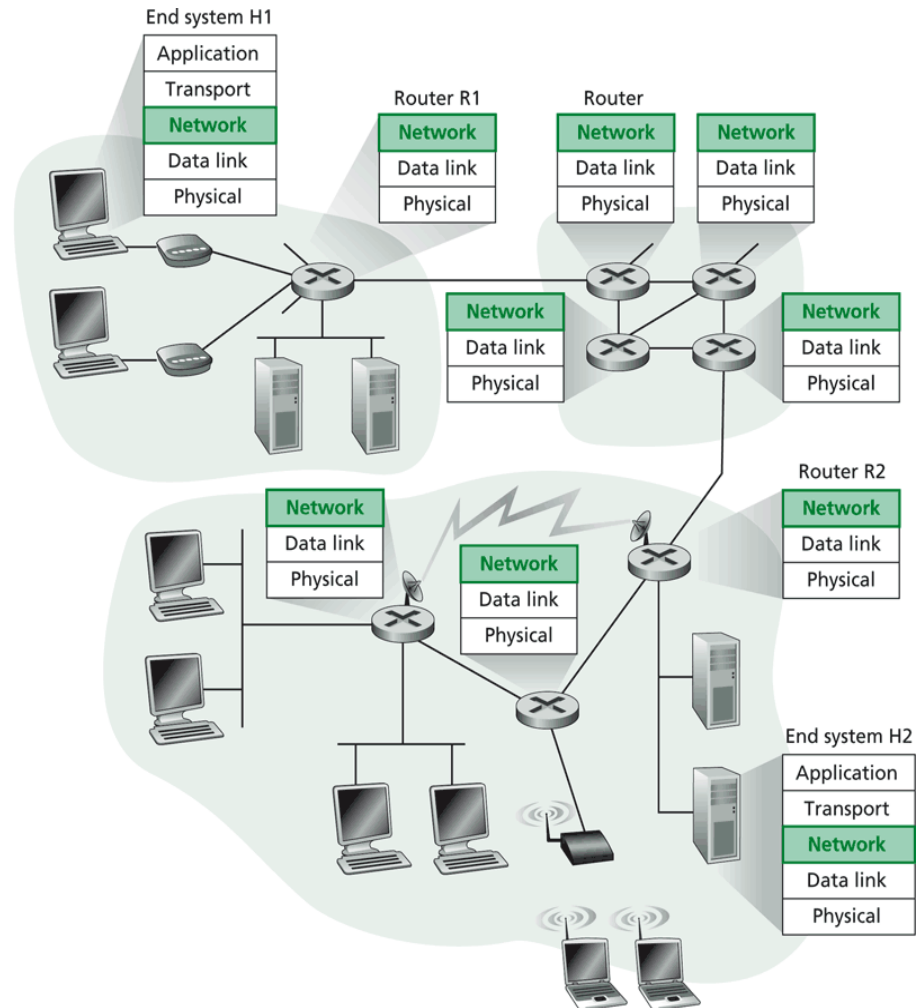 End system H1
Application
Transport
Network
Data link
Physical
Router R1
Network
Data link
Physical
Router
Network
Data link
Physical
Network
Data link
Physical
Network
Data link
Physical
Network
Data link
Physical
Router R2
Network
Data link
Physical
Network
Data link
Physical
Network
Data link
Physical
End system H2
Application
Transport
Network
Data link
Physical